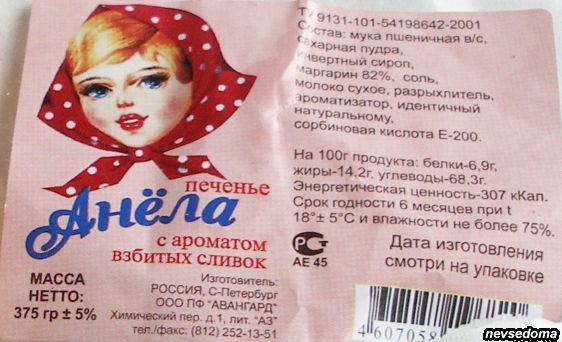 печенье
Анёла
с ароматом
взбитых сливок
МАССА
НЕТТО:
375 гр ± 5%
Изготовитель:
РОССИЯ, С-Петербург
ООО ПФ "АВАНГАРД"
Химический пер. д.1, лит. "АЗ"
тел./факс: (812) 252-13-51
ТУ 9131-101-54198642-2001
Состав: мука пшеничная в/с,
сахарная пудра,
инвертный сироп,
маргарин 82%, соль,
молоко сухое, разрыхлитель,
ароматизатор, идентичный
натуральному,
сорбиновая кислота Е-200.
На 100г продукта: белки-6,9г,
жиры-14,2г, углеводы-68,3г.
Энергетическая ценность-307 кКал.
Срок годности 6 месяцев при t
18°± 5°С и влажности не более 75%.
РСТ
АЕ 45
Дата изготовления
смотри на упаковке
4 607058
nevsedoma